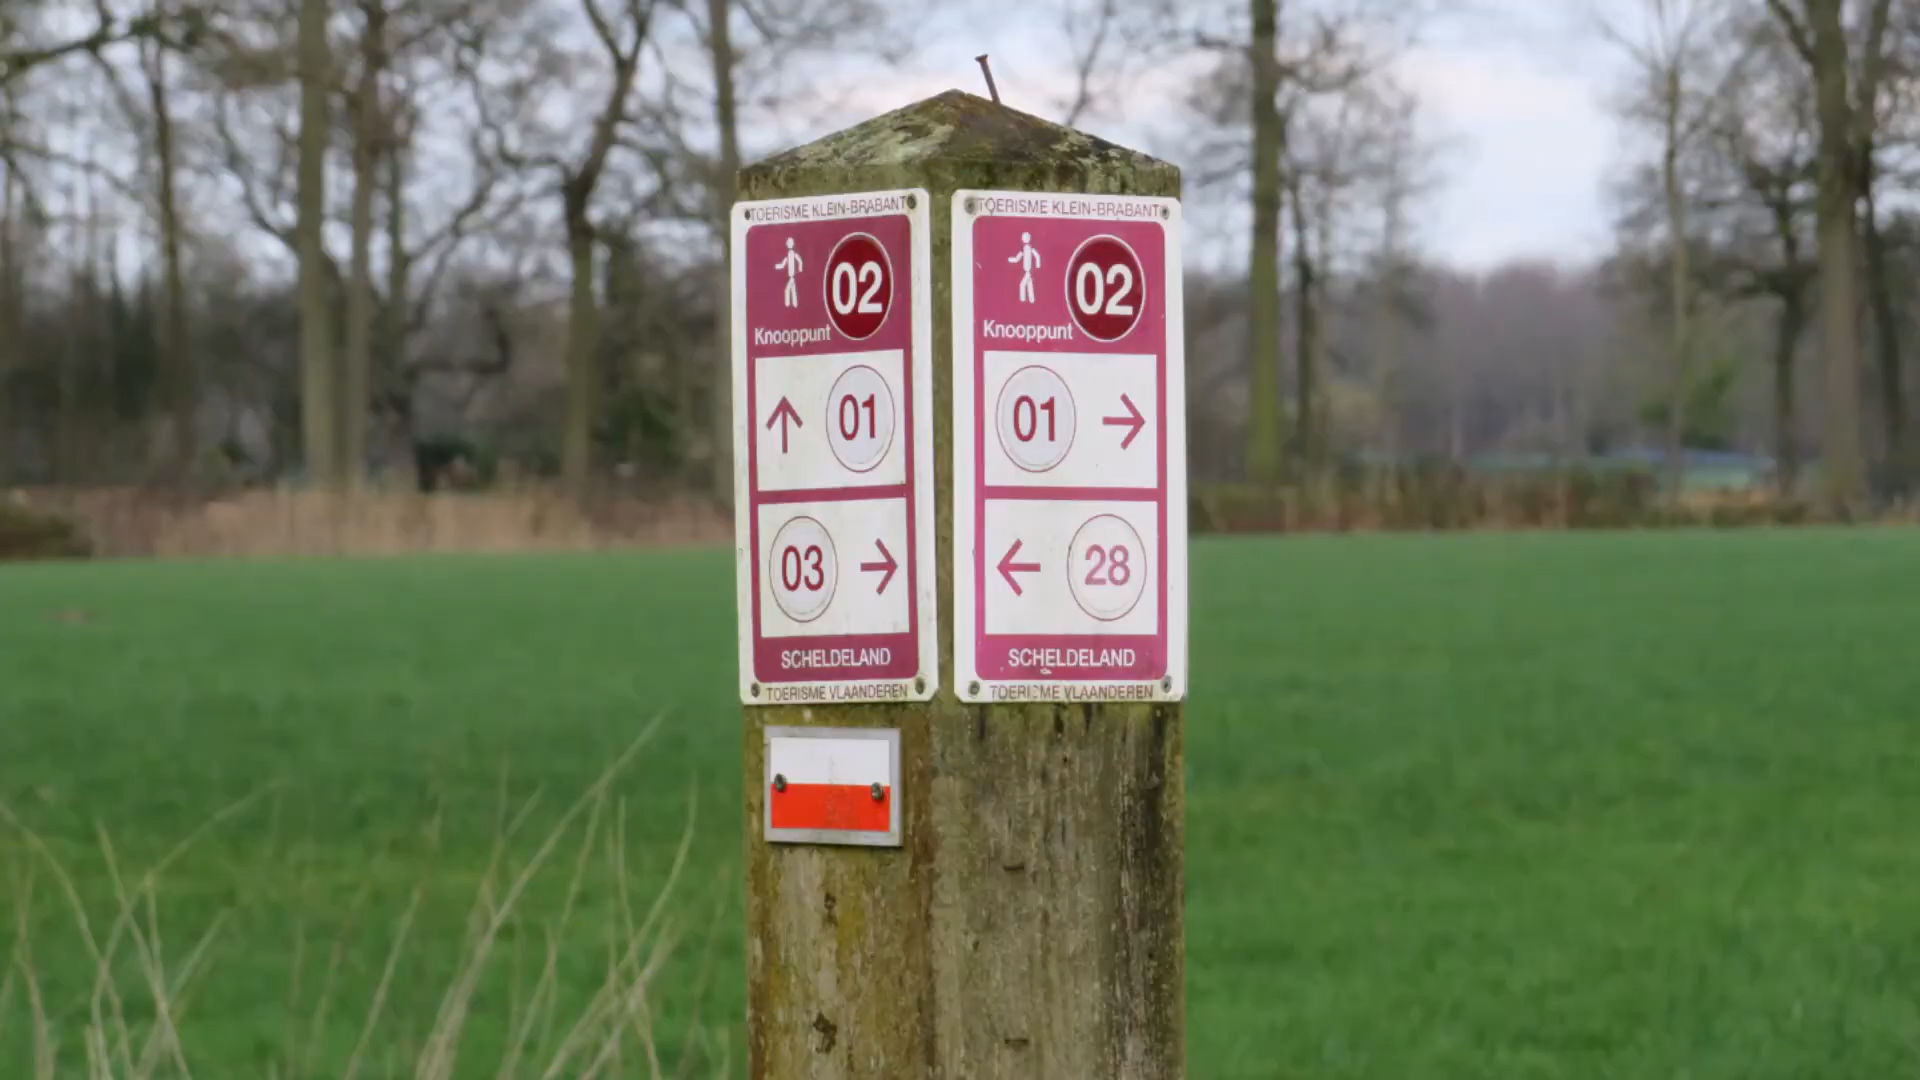 TOERISME KLEIN-BRABANT
02
Knooppunt
↑ 01
03 →
SCHELDELAND
TOERISME VLAANDEREN
TOERISME KLEIN-BRABANT
02
Knooppunt
01 →
← 28
SCHELDELAND
TOERISME VLAANDEREN